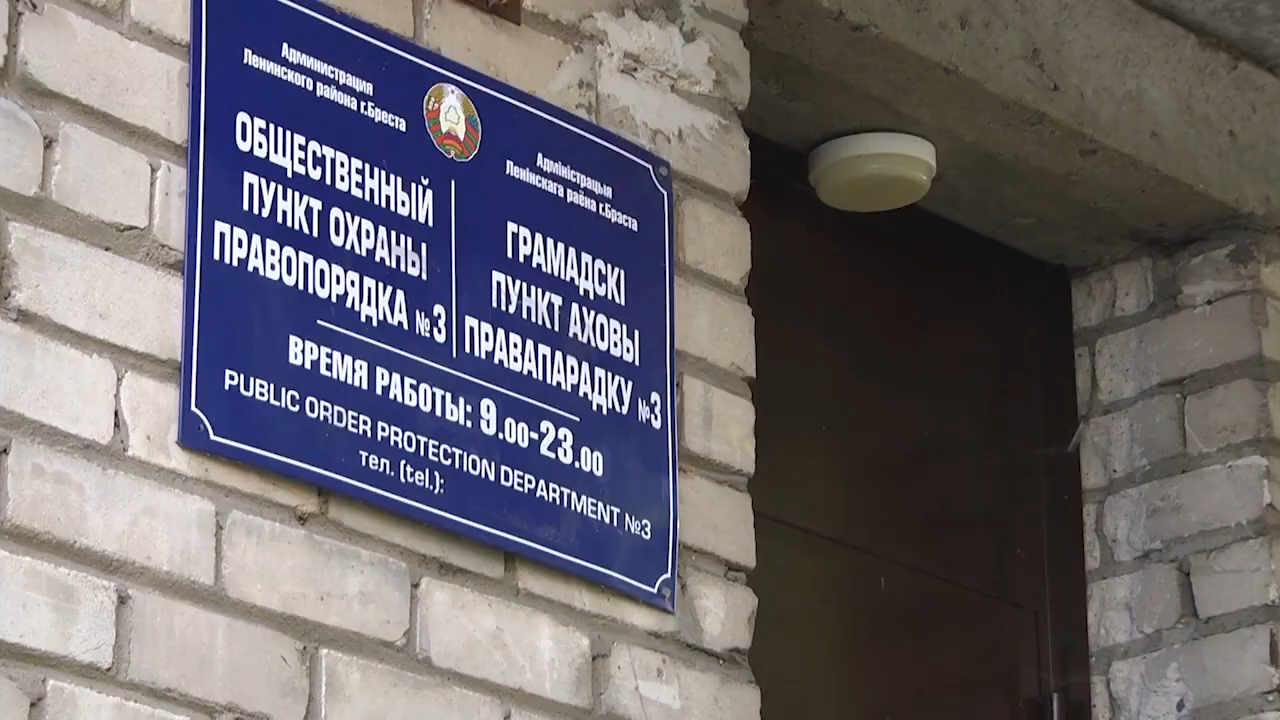 Администрация
Ленинского района г.Бреста
ОБЩЕСТВЕННЫЙ
ПУНКТ ОХРАНЫ
ПРАВОПОРЯДКА №3
Адміністрацыя
Ленінскага раёна г.Брэста
ГРАМАДСКІ
ПУНКТ АХОВЫ
ПРАВАПАРАДКУ №3
ВРЕМЯ РАБОТЫ: 9.00-23.00
PUBLIC ORDER PROTECTION DEPARTMENT №3
тел. (tel.):